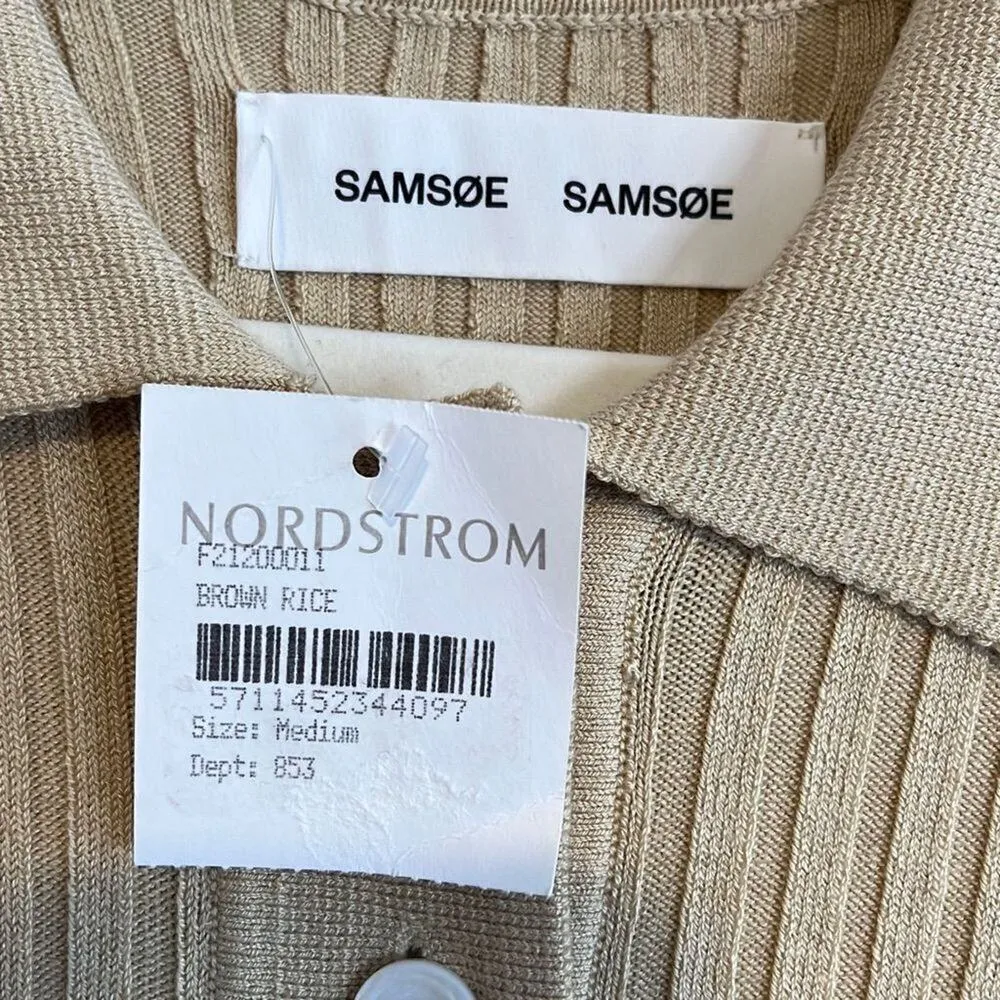 SAMSØE SAMSØE
NORDSTROM
F21200011
BROWN RICE
5711452344097
Size: Medium
Dept: 853